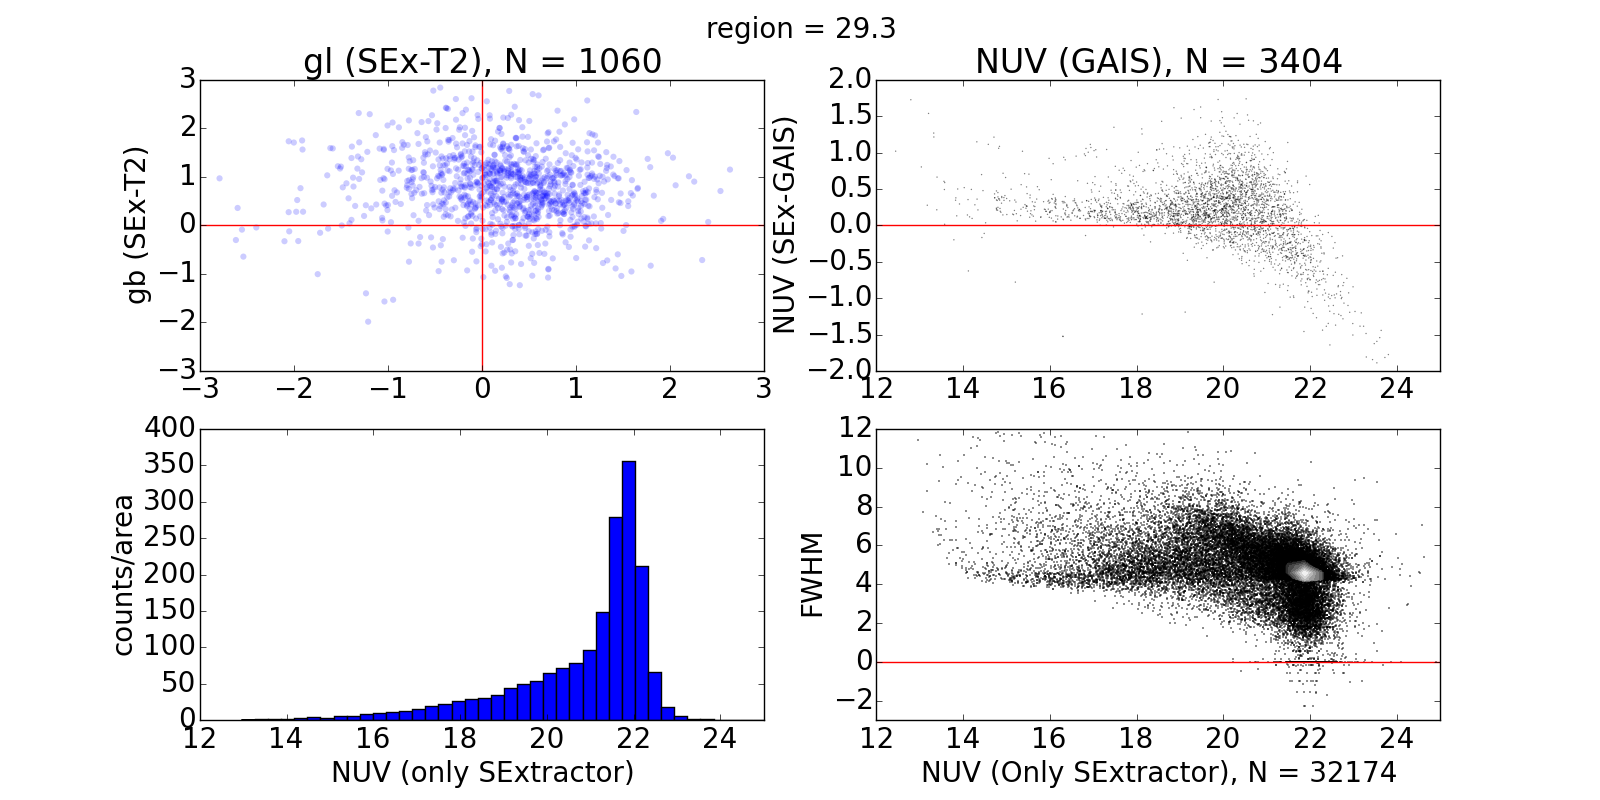 region = 29.3
gl (SEx-T2), N = 1060
NUV (GAIS), N = 3404
3
2
1
0
−1
−2
−3
gb (SEx-T2)
−3 −2 −1 0 1 2 3
2.0
1.5
1.0
0.5
0.0
−0.5
−1.0
−1.5
−2.0
NUV (SEx-GAIS)
12 14 16 18 20 22 24
400
350
300
250
200
150
100
50
0
counts/area
12 14 16 18 20 22 24
NUV (only SExtractor)
12
10
8
6
4
2
0
−2
FWHM
12 14 16 18 20 22 24
NUV (Only SExtractor), N = 32174